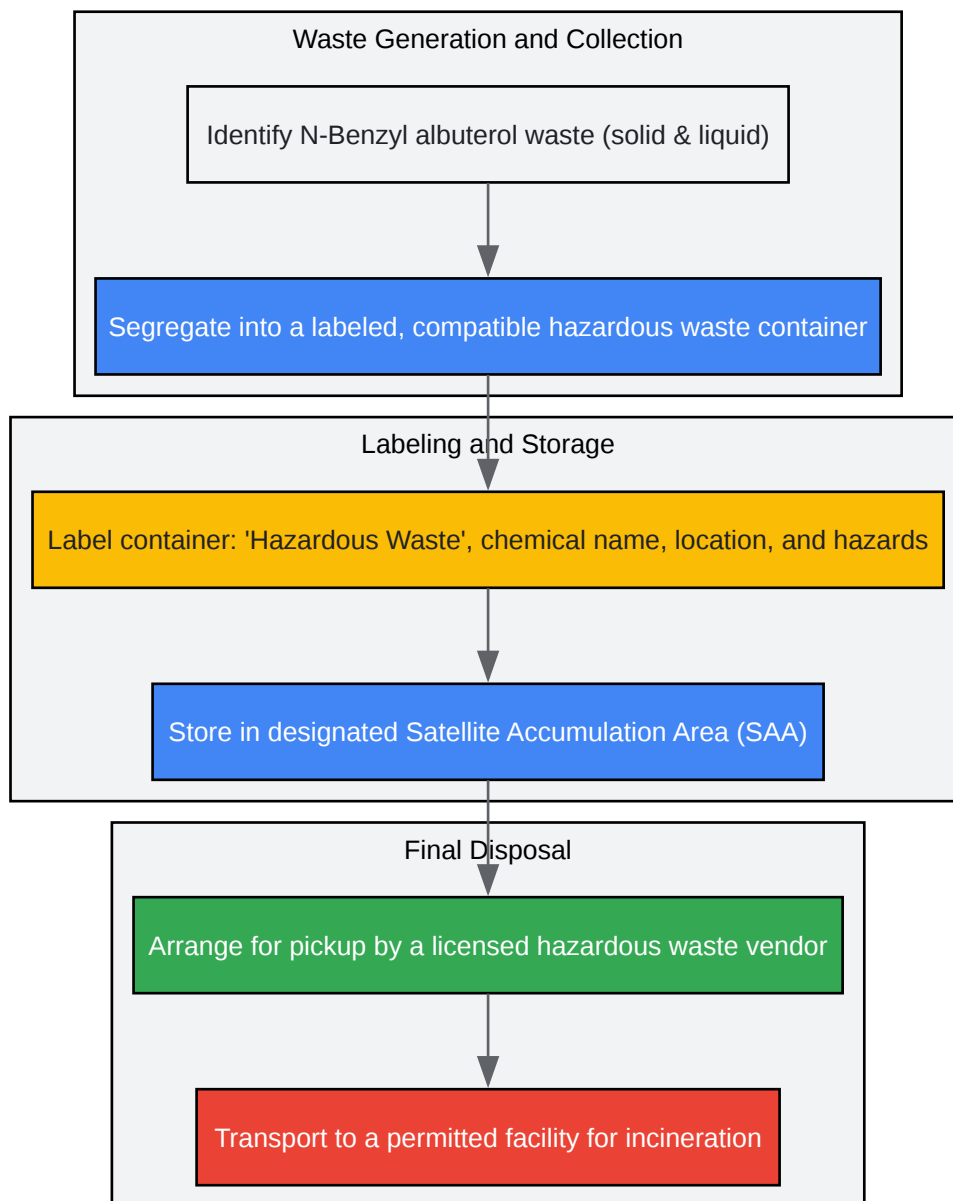 Waste Generation and Collection
Identify N-Benzyl albuterol waste (solid & liquid)
Segregate into a labeled, compatible hazardous waste container
Labeling and Storage
Label container: 'Hazardous Waste', chemical name, location, and hazards
Store in designated Satellite Accumulation Area (SAA)
Final Disposal
Arrange for pickup by a licensed hazardous waste vendor
Transport to a permitted facility for incineration